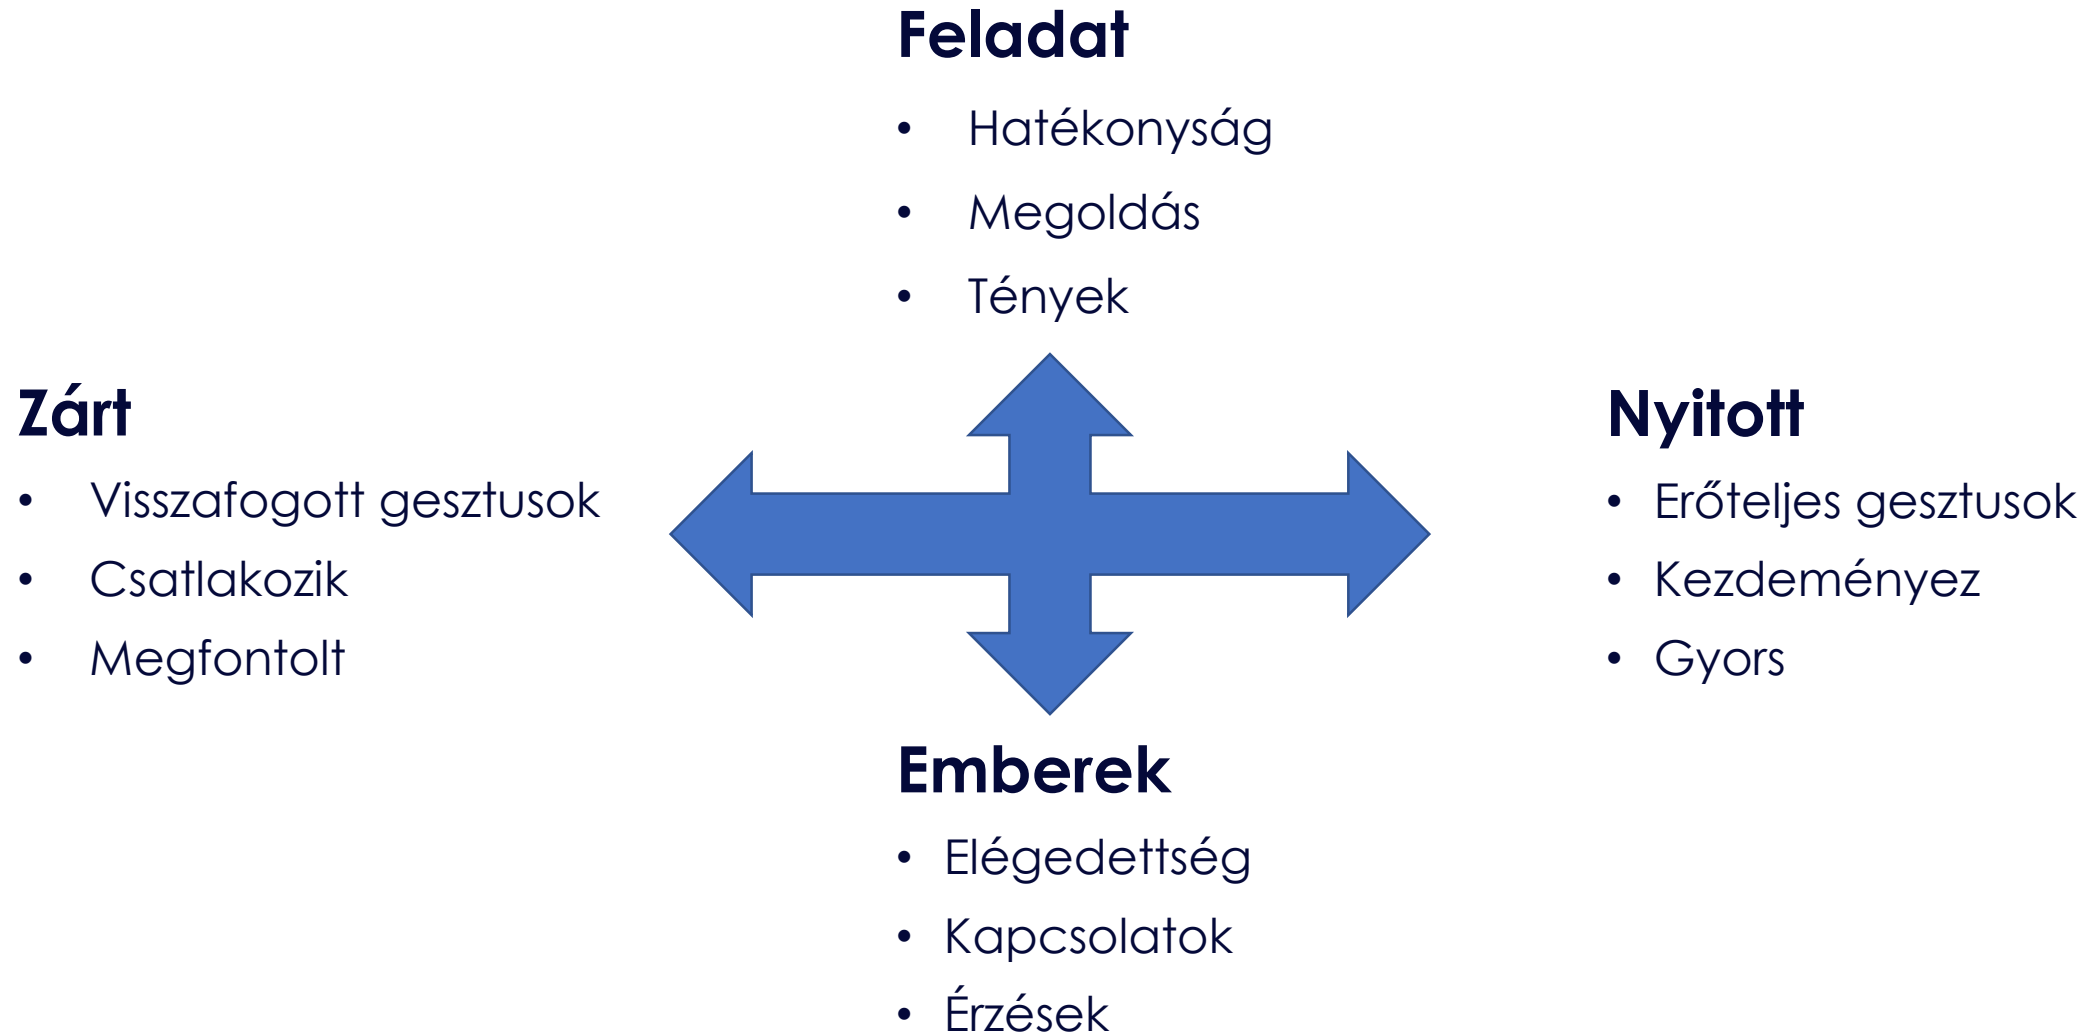 Feladat
• Hatékonyság
• Megoldás
• Tények
Zárt
• Visszafogott gesztusok
• Csatlakozik
• Megfontolt
Nyitott
• Erőteljes gesztusok
• Kezdeményez
• Gyors
Emberek
• Elégedettség
• Kapcsolatok
• Érzések